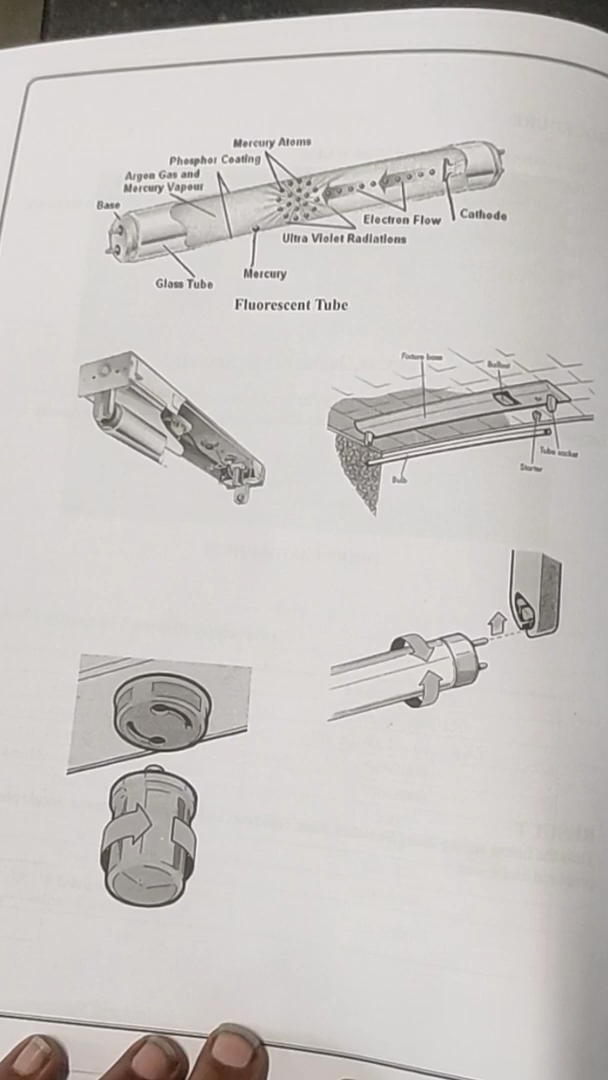 Mercury Atoms
Phosphor Coating
Argon Gas and
Mercury Vapour
Base
Electron Flow
Cathode
Ultra Violet Radiations
Mercury
Glass Tube
Fluorescent Tube
Fixture base
Ballast
Tube socket
Starter
Bulb
RESULT